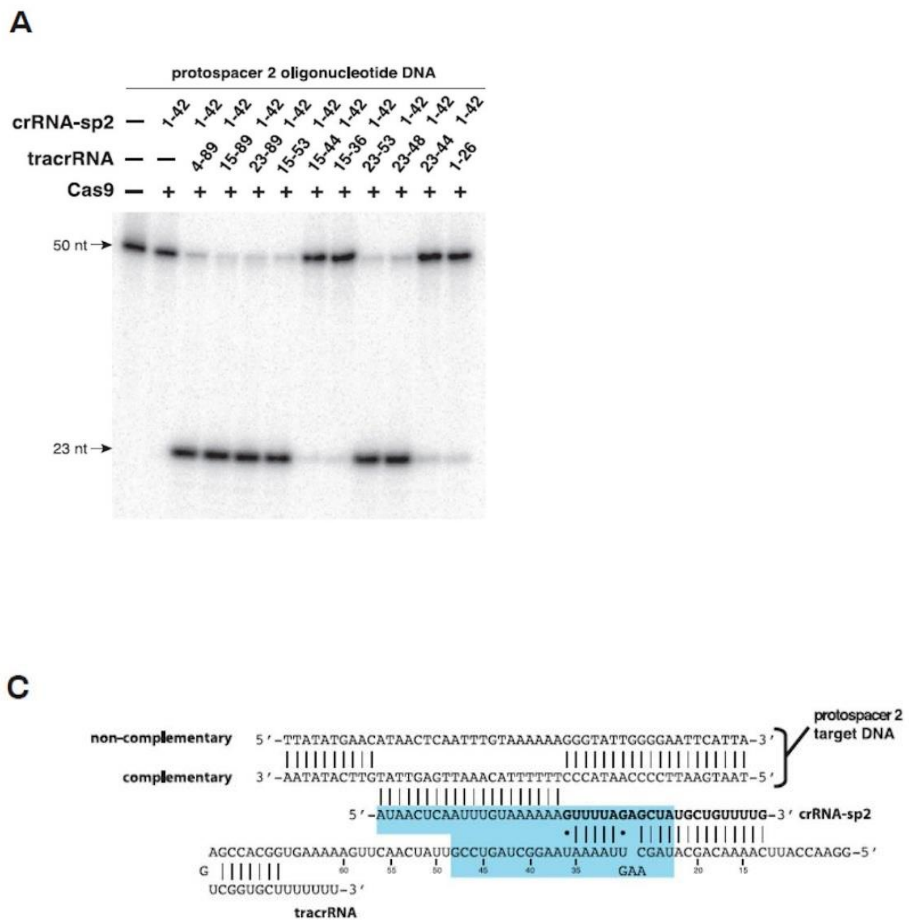 A
protospacer 2 oligonucleotide DNA
crRNA-sp2 — 1-42 1-42 1-42 1-42 1-42 1-42 1-42 1-42 1-42 1-42 1-42
tracrRNA — — 4-89 15-89 23-89 15-53 15-44 15-36 23-53 23-48 23-44 1-26
Cas9 — + + + + + + + + + + +
50 nt
23 nt
C
protospacer 2
target DNA
non-complementary 5'-TTATATGAACATAACTCAATTTGTAAAAAAGGGTATTGGGGAATTCATTA-3'
complementary 3'-AATATACTTGTATTGAGTTAAACATTTTTTCCCATAACCCCTTAAGTAAT-5'
5'-AUAACUCAAUUUGUAAAAAAGUUUUAGAGCUAUGCUGUUUUG-3' crRNA-sp2
AGCCACGGUGAAAAAGUUCAACUAUUGCCUGAUCGGAAUAAAAUU CGAUACGACAAAACUUACCAAGG-5'
G 60 55 50 45 40 35 GAA 20 15
UCGGUGCUUUUUUU-3'
tracrRNA